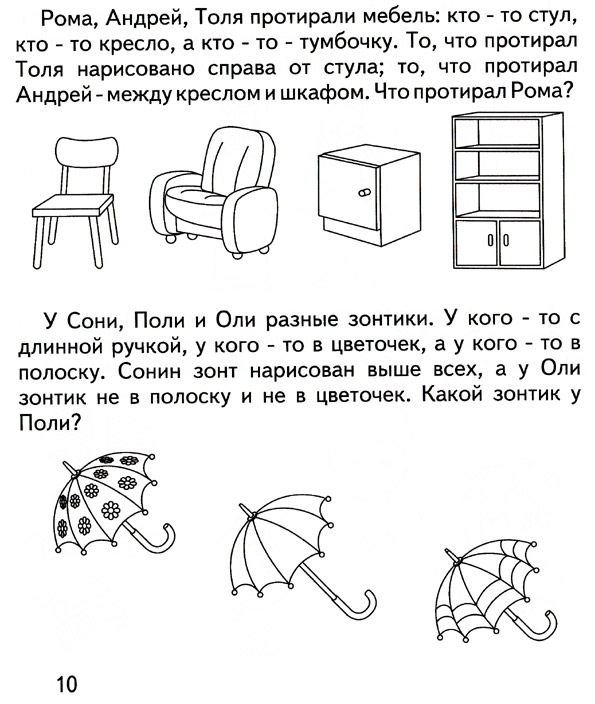 Рома, Андрей, Толя протирали мебель: кто - то стул,
кто - то кресло, а кто - то - тумбочку. То, что протирал
Толя нарисовано справа от стула; то, что протирал
Андрей - между креслом и шкафом. Что протирал Рома?
У Сони, Поли и Оли разные зонтики. У кого - то с
длинной ручкой, у кого - то в цветочек, а у кого - то в
полоску. Сонин зонт нарисован выше всех, а у Оли
зонтик не в полоску и не в цветочек. Какой зонтик у
Поли?
10